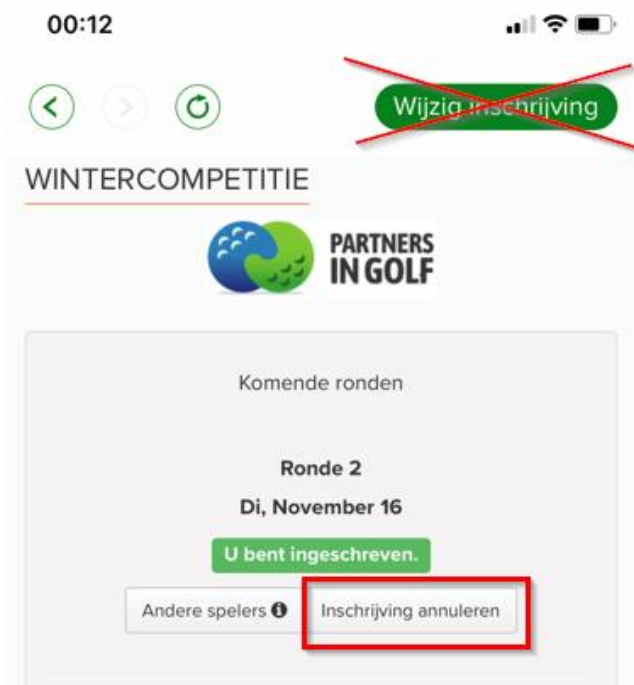 00:12
Wijzig inschrijving
WINTERCOMPETITIE
PARTNERS
IN GOLF
Komende ronden
Ronde 2
Di, November 16
U bent ingeschreven.
Andere spelers
Inschrijving annuleren